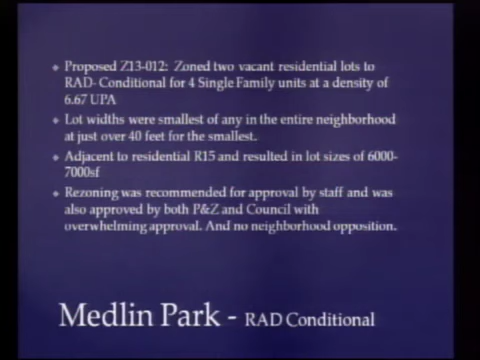 Proposed Z13-012: Zoned two vacant residential lots to
RAD- Conditional for 4 Single Family units at a density of
6.67 UPA
Lot widths were smallest of any in the entire neighborhood
at just over 40 feet for the smallest.
Adjacent to residential R15 and resulted in lot sizes of 6000-
7000sf
Rezoning was recommended for approval by staff and was
also approved by both P&Z and Council with
overwhelming approval. And no neighborhood opposition.
Medlin Park - RAD Conditional